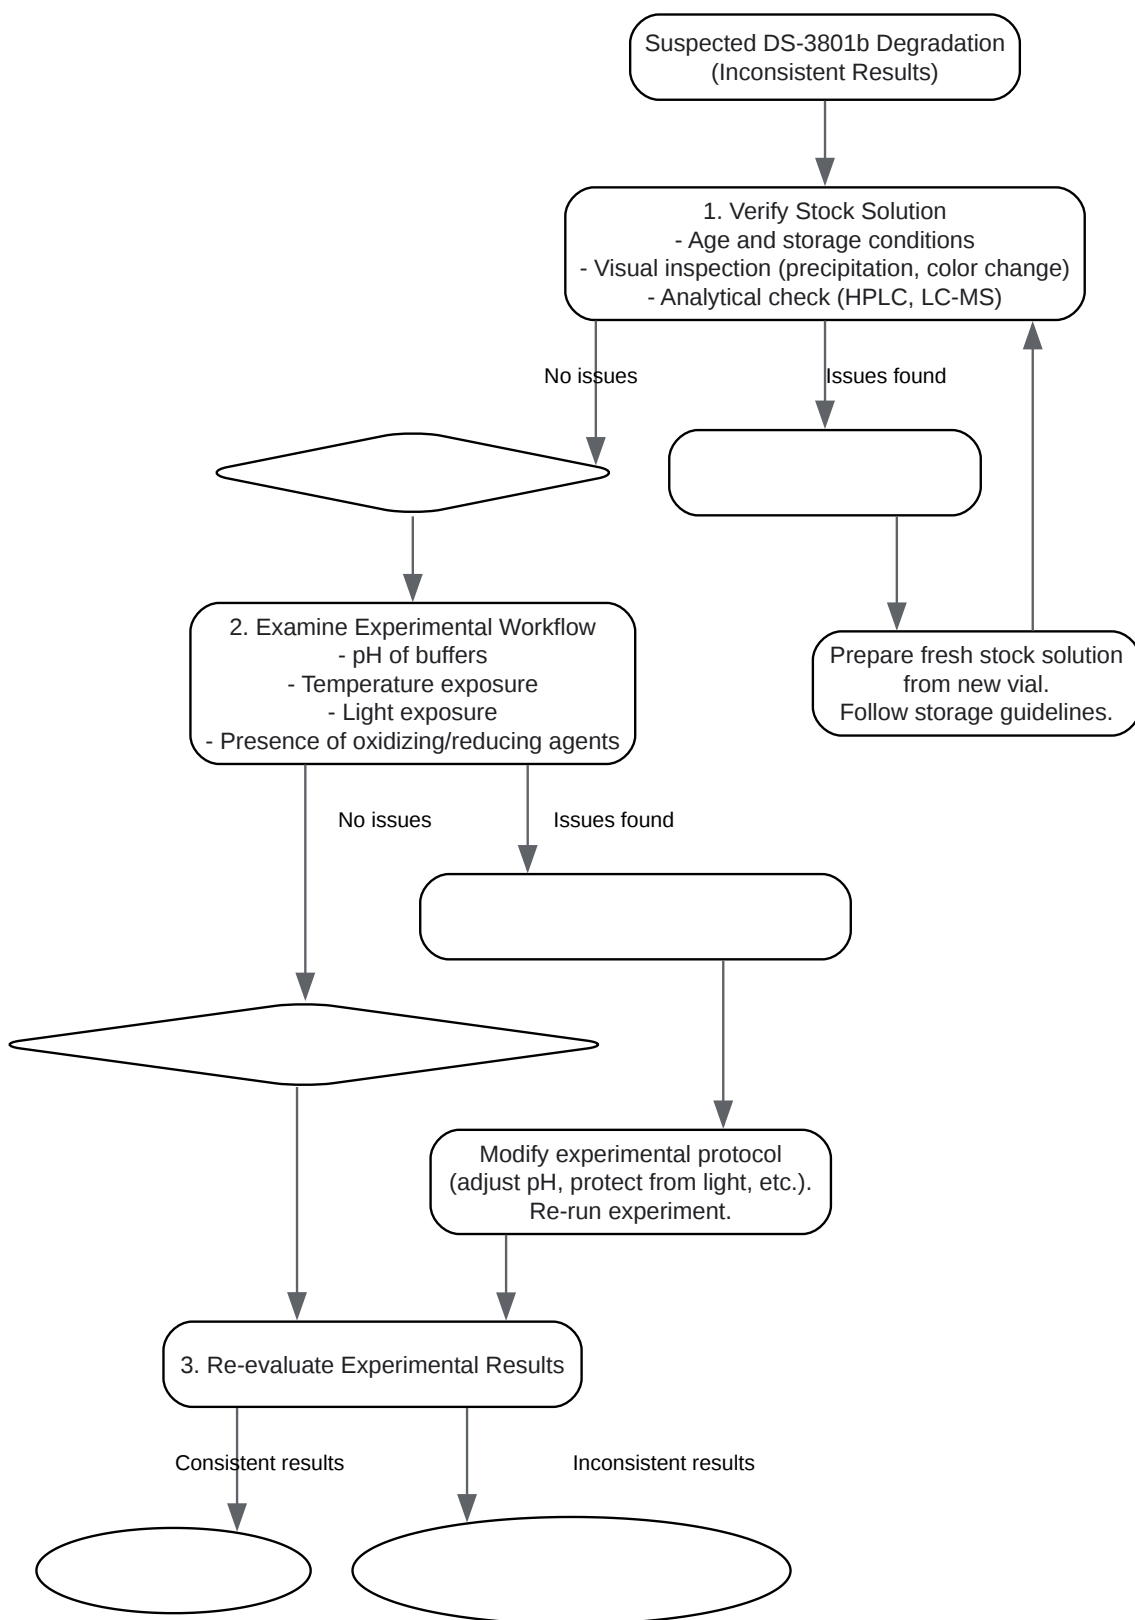 Suspected DS-3801b Degradation
(Inconsistent Results)
1. Verify Stock Solution
- Age and storage conditions
- Visual inspection (precipitation, color change)
- Analytical check (HPLC, LC-MS)
No issues
Issues found
2. Examine Experimental Workflow
- pH of buffers
- Temperature exposure
- Light exposure
- Presence of oxidizing/reducing agents
Prepare fresh stock solution
from new vial.
Follow storage guidelines.
No issues
Issues found
Modify experimental protocol
(adjust pH, protect from light, etc.).
Re-run experiment.
3. Re-evaluate Experimental Results
Consistent results
Inconsistent results